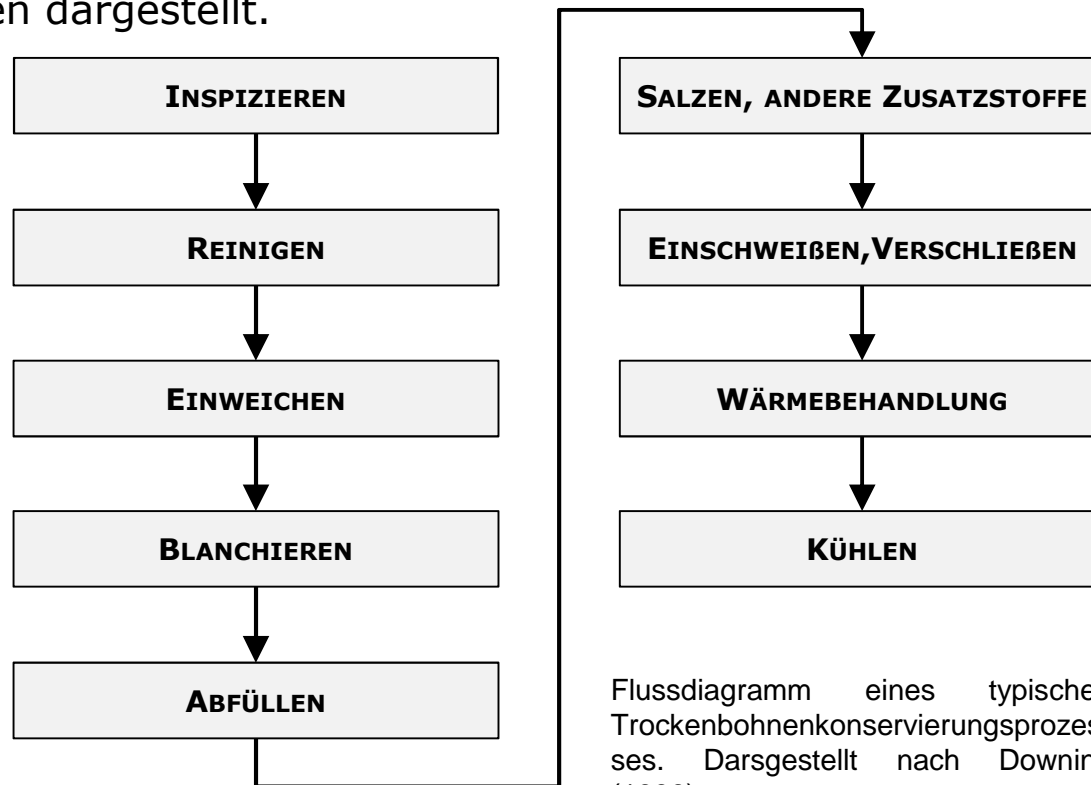 en dargestellt.
INSPIZIEREN
REINIGEN
EINWEICHEN
BLANCHIEREN
ABFÜLLEN
SALZEN, ANDERE ZUSATZSTOFFE
EINSCHWEIßEN,VERSCHLIEßEN
WÄRMEBEHANDLUNG
KÜHLEN
Flussdiagramm eines typische
Trockenbohnenkonservierungsprozes
ses. Darsgestellt nach Downin